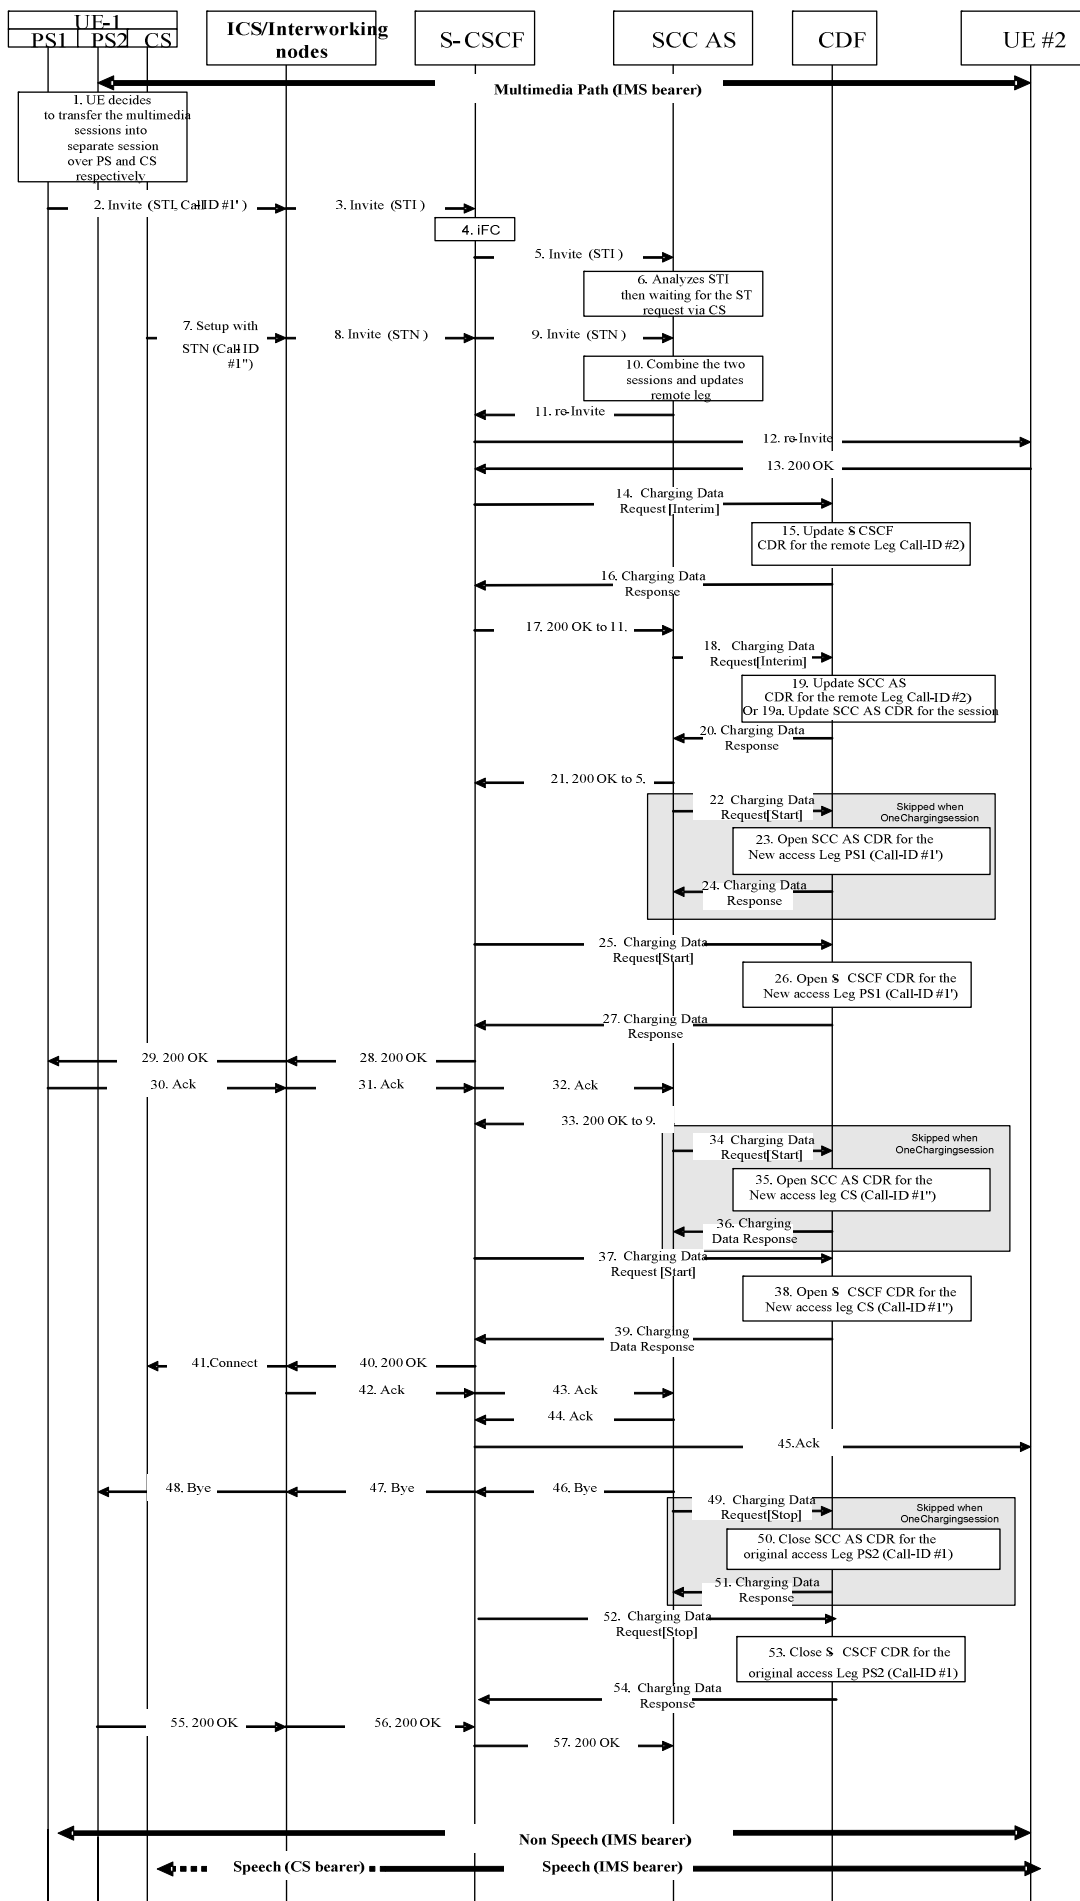 UE-1
PS1 PS2 CS
ICS/Interworking
nodes
S-CSCF
SCC AS
CDF
UE #2
Multimedia Path (IMS bearer)
1. UE decides
to transfer the multimedia
sessions into
separate session
over PS and CS
respectively
2. Invite (STI, Call-ID #1')
3. Invite (STI)
4. iFC
5. Invite (STI)
6. Analyzes STI
then waiting for the ST
request via CS
7. Setup with
STN (Call-ID
#1'')
8. Invite (STN)
9. Invite (STN)
10. Combine the two
sessions and updates
remote leg
11. re-Invite
12. re-Invite
13. 200 OK
14. Charging Data
Request[Interim]
15. Update S-CSCF
CDR for the remote Leg Call-ID #2)
16. Charging Data
Response
17. 200 OK to 11.
18. Charging Data
Request[Interim]
19. Update SCC AS
CDR for the remote Leg Call-ID #2)
Or 19a. Update SCC AS CDR for the session
20. Charging Data
Response
21. 200 OK to 5.
22 Charging Data
Request[Start]
Skipped when
OneChargingsession
23. Open SCC AS CDR for the
New access Leg PS1 (Call-ID #1')
24. Charging Data
Response
25. Charging Data
Request[Start]
26. Open S-CSCF CDR for the
New access Leg PS1 (Call-ID #1')
27. Charging Data
Response
28. 200 OK
29. 200 OK
30. Ack
31. Ack
32. Ack
33. 200 OK to 9.
34 Charging Data
Request[Start]
Skipped when
OneChargingsession
35. Open SCC AS CDR for the
New access leg CS (Call-ID #1'')
36. Charging
Data Response
37. Charging Data
Request [Start]
38. Open S-CSCF CDR for the
New access leg CS (Call-ID #1'')
39. Charging
Data Response
40. 200 OK
41.Connect
42. Ack
43. Ack
44. Ack
45.Ack
46. Bye
47. Bye
48. Bye
49. Charging Data
Request[Stop]
Skipped when
OneChargingsession
50. Close SCC AS CDR for the
original access Leg PS2 (Call-ID #1)
51. Charging Data
Response
52. Charging Data
Request[Stop]
53. Close S-CSCF CDR for the
original access Leg PS2 (Call-ID #1)
54. Charging Data
Response
55. 200 OK
56. 200 OK
57. 200 OK
Non Speech (IMS bearer)
Speech (CS bearer)
Speech (IMS bearer)